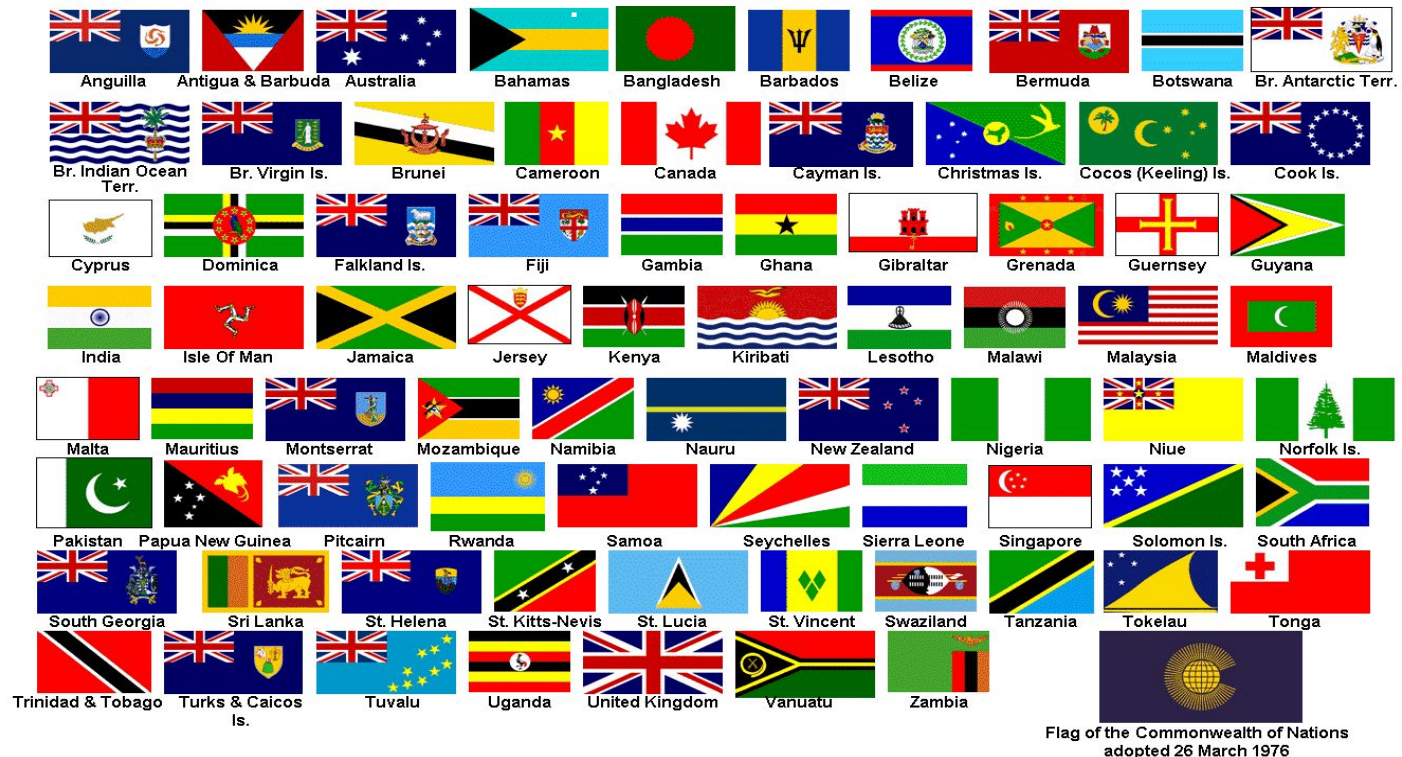 Anguilla Antigua & Barbuda Australia Bahamas Bangladesh Barbados Belize Bermuda Botswana Br. Antarctic Terr.
Br. Indian Ocean Br. Virgin Is. Brunei Cameroon Canada Cayman Is. Christmas Is. Cocos (Keeling) Is. Cook Is.
Terr.
Cyprus Dominica Falkland Is. Fiji Gambia Ghana Gibraltar Grenada Guernsey Guyana
India Isle Of Man Jamaica Jersey Kenya Kiribati Lesotho Malawi Malaysia Maldives
Malta Mauritius Montserrat Mozambique Namibia Nauru New Zealand Nigeria Niue Norfolk Is.
Pakistan Papua New Guinea Pitcairn Rwanda Samoa Seychelles Sierra Leone Singapore Solomon Is. South Africa
South Georgia Sri Lanka St. Helena St. Kitts-Nevis St. Lucia St. Vincent Swaziland Tanzania Tokelau Tonga
Trinidad & Tobago Turks & Caicos Tuvalu Uganda United Kingdom Vanuatu Zambia
Is.
Flag of the Commonwealth of Nations
adopted 26 March 1976